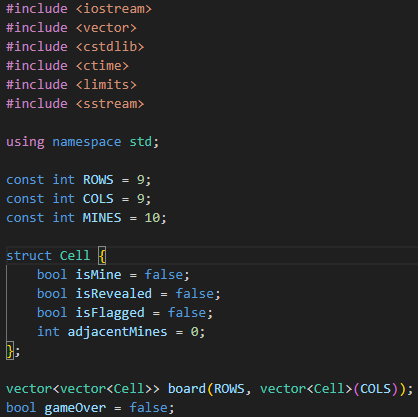 #include <iostream>
#include <vector>
#include <cstdlib>
#include <ctime>
#include <limits>
#include <sstream>

using namespace std;

const int ROWS = 9;
const int COLS = 9;
const int MINES = 10;

struct Cell {
    bool isMine = false;
    bool isRevealed = false;
    bool isFlagged = false;
    int adjacentMines = 0;
};

vector<vector<Cell>> board(ROWS, vector<Cell>(COLS));
bool gameOver = false;